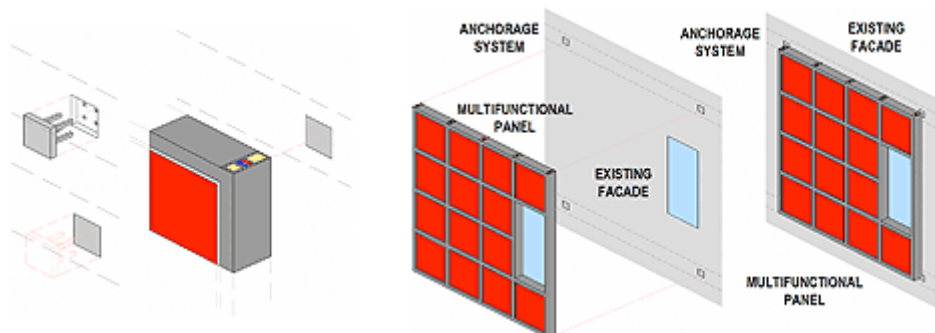 ANCHORAGE
SYSTEM
MULTIFUNCTIONAL
PANEL
EXISTING
FACADE
ANCHORAGE
SYSTEM
EXISTING
FACADE
MULTIFUNCTIONAL
PANEL